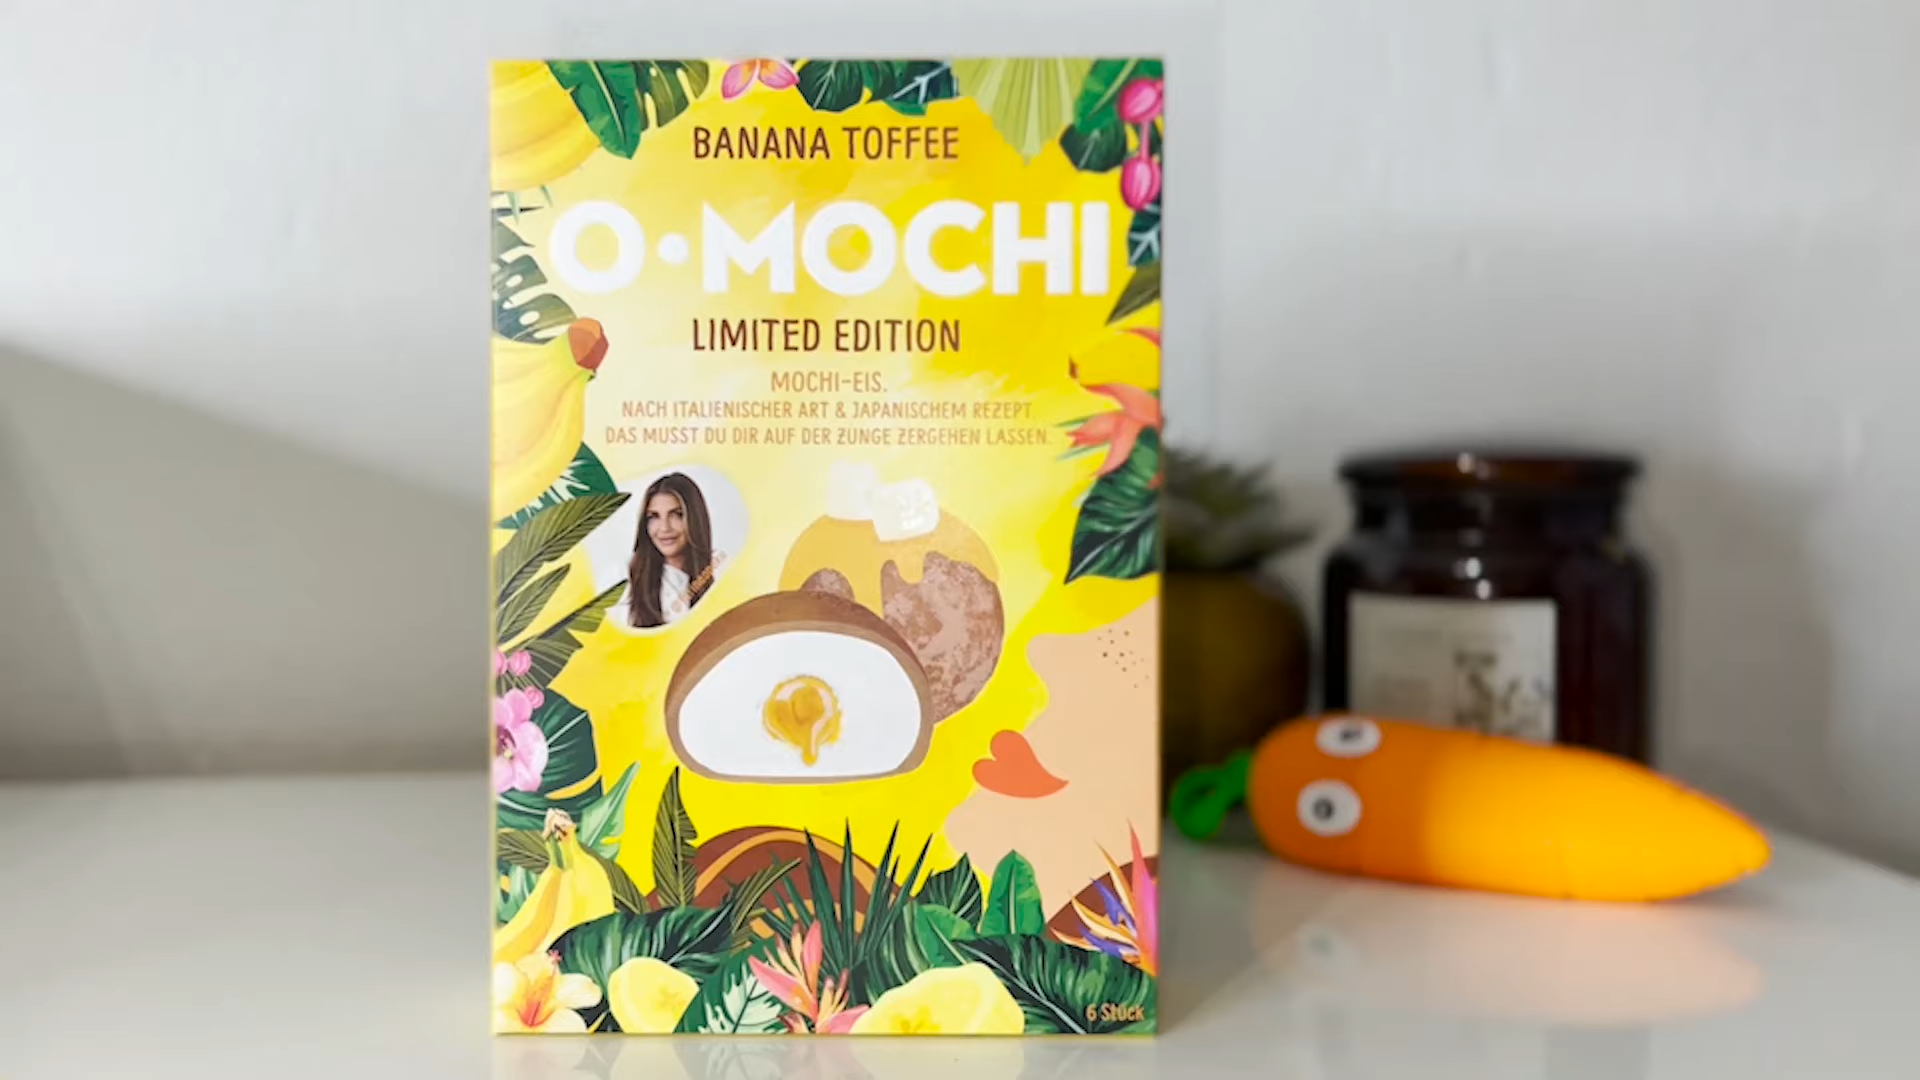 BANANA TOFFEE
O•MOCHI
LIMITED EDITION
MOCHI-EIS.
NACH ITALIENISCHER ART & JAPANISCHEM REZEPT.
DAS MUSST DU DIR AUF DER ZUNGE ZERGEHEN LASSEN.
6 Stück